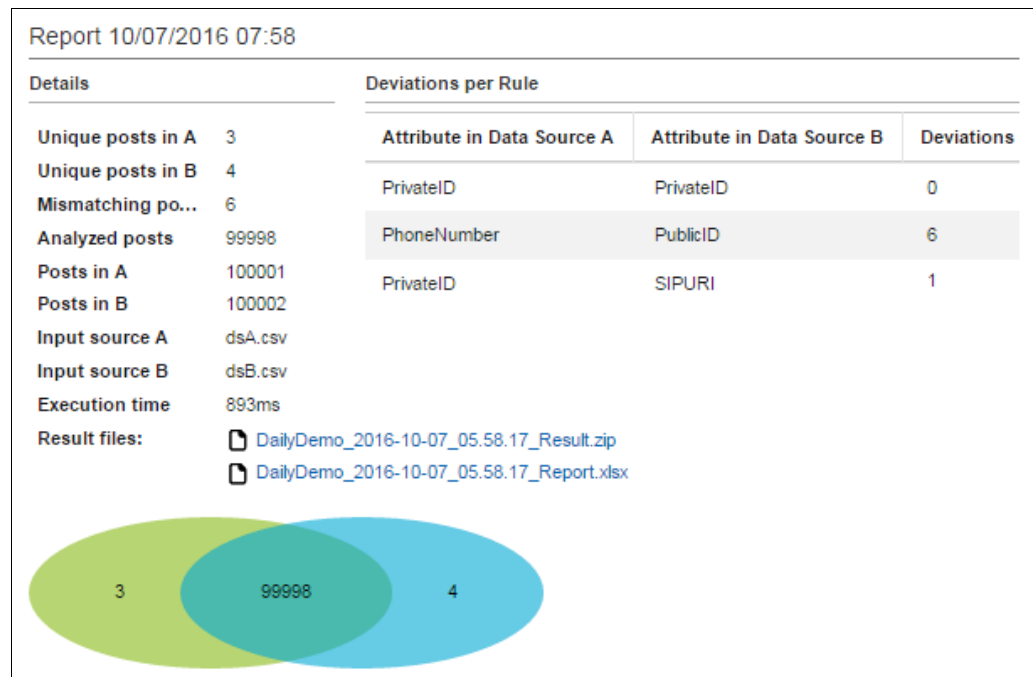 Report 10/07/2016 07:58
Details
Unique posts in A 3
Unique posts in B 4
Mismatching po... 6
Analyzed posts 99998
Posts in A 100001
Posts in B 100002
Input source A dsA.csv
Input source B dsB.csv
Execution time 893ms
Result files: DailyDemo_2016-10-07_05.58.17_Result.zip
DailyDemo_2016-10-07_05.58.17_Report.xlsx
Deviations per Rule
Attribute in Data Source A Attribute in Data Source B Deviations
PrivateID PrivateID 0
PhoneNumber PublicID 6
PrivateID SIPURI 1
3 99998 4